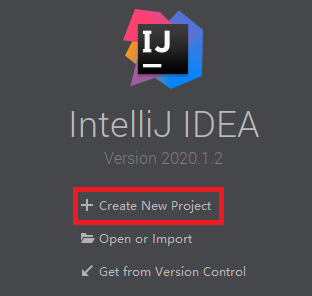 IJ
IntelliJ IDEA
Version 2020.1.2
Create New Project
Open or Import
Get from Version Control